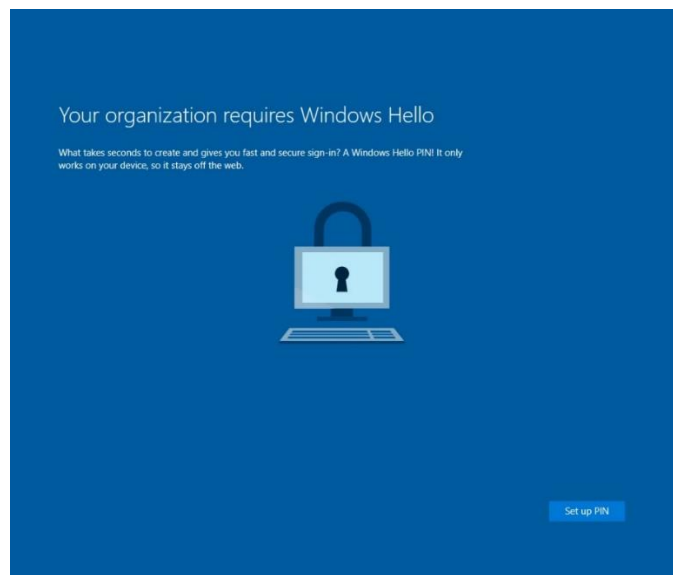 Your organization requires Windows Hello
What takes seconds to create and gives you fast and secure sign-in? A Windows Hello PIN! It only
works on your device, so it stays off the web.
Set up PIN